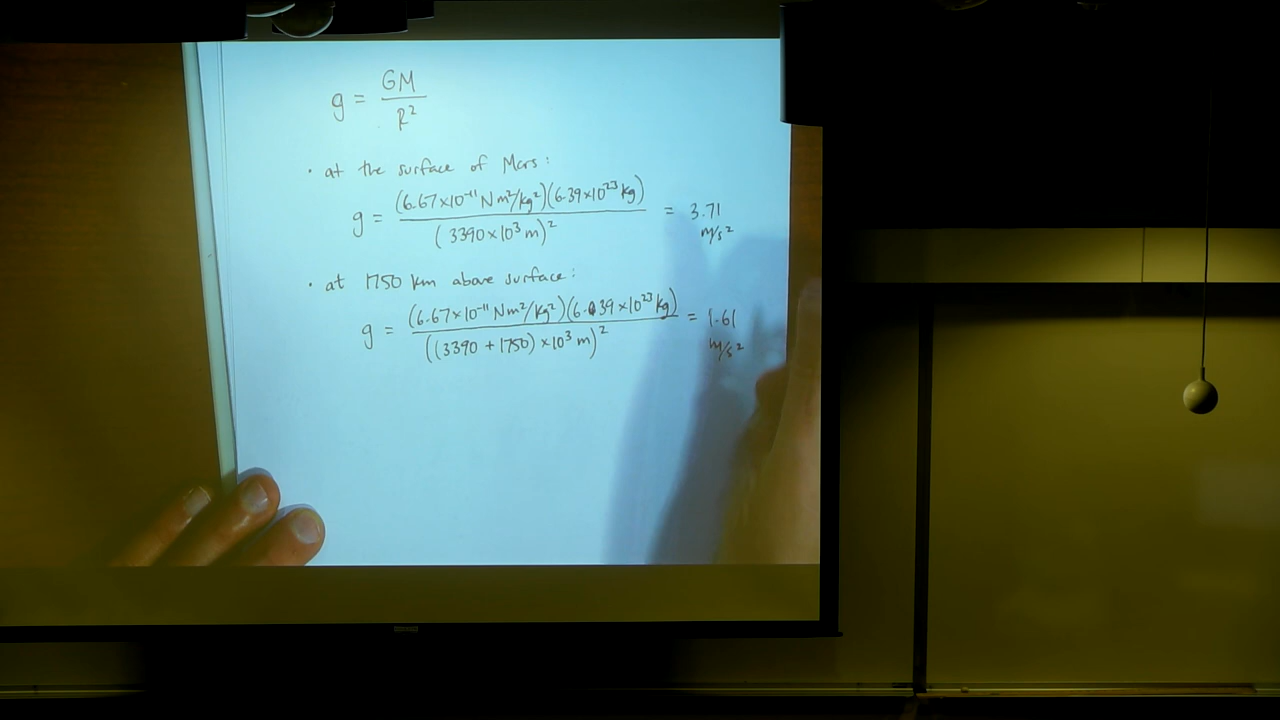 g = GM / R²
• at the surface of Mars:
g = (6.67×10⁻¹¹ Nm²/kg²)(6.39×10²³ kg) / (3390×10³ m)² = 3.71 m/s²
• at 1750 km above surface:
g = (6.67×10⁻¹¹ Nm²/kg²)(6.39×10²³ kg) / ((3390 + 1750) ×10³ m)² = 1.61 m/s²